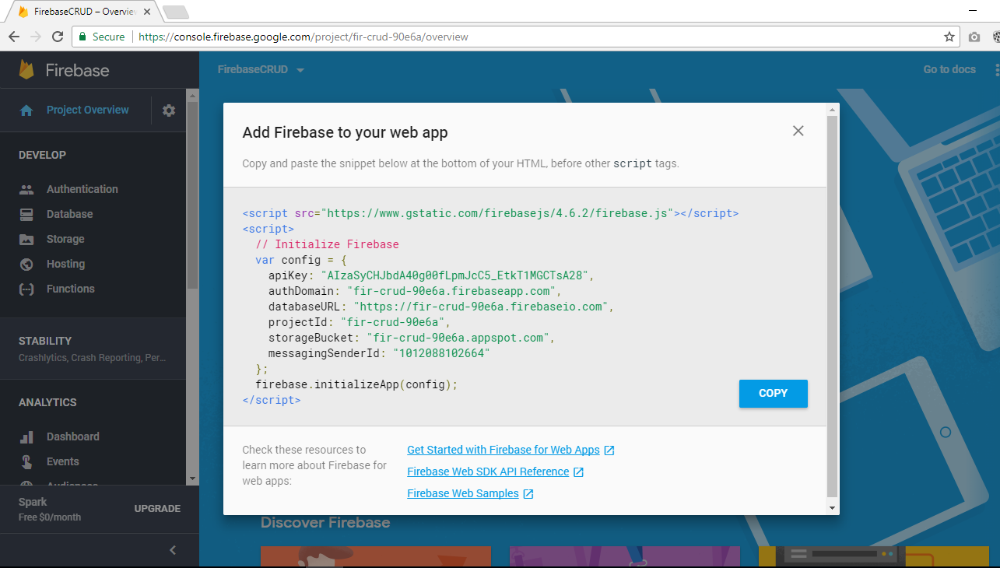 FirebaseCRUD – Overvie
Secure
https://console.firebase.google.com/project/fir-crud-90e6a/overview
Firebase
FirebaseCRUD
Go to docs
Project Overview
DEVELOP
Authentication
Database
Storage
Hosting
Functions
STABILITY
Crashlytics, Crash Reporting, Per...
ANALYTICS
Dashboard
Events
Audiences
Spark
Free $0/month
UPGRADE
Add Firebase to your web app
Copy and paste the snippet below at the bottom of your HTML, before other script tags.
<script src="https://www.gstatic.com/firebasejs/4.6.2/firebase.js"></script>
<script>
// Initialize Firebase
var config = {
apiKey: "AIzaSyCHJbdA40g00fLpmJcC5_EtkT1MGCTsA28",
authDomain: "fir-crud-90e6a.firebaseapp.com",
databaseURL: "https://fir-crud-90e6a.firebaseio.com",
projectId: "fir-crud-90e6a",
storageBucket: "fir-crud-90e6a.appspot.com",
messagingSenderId: "1012088102664"
};
firebase.initializeApp(config);
</script>
COPY
Check these resources to
learn more about Firebase for
web apps:
Get Started with Firebase for Web Apps
Firebase Web SDK API Reference
Firebase Web Samples
Discover Firebase